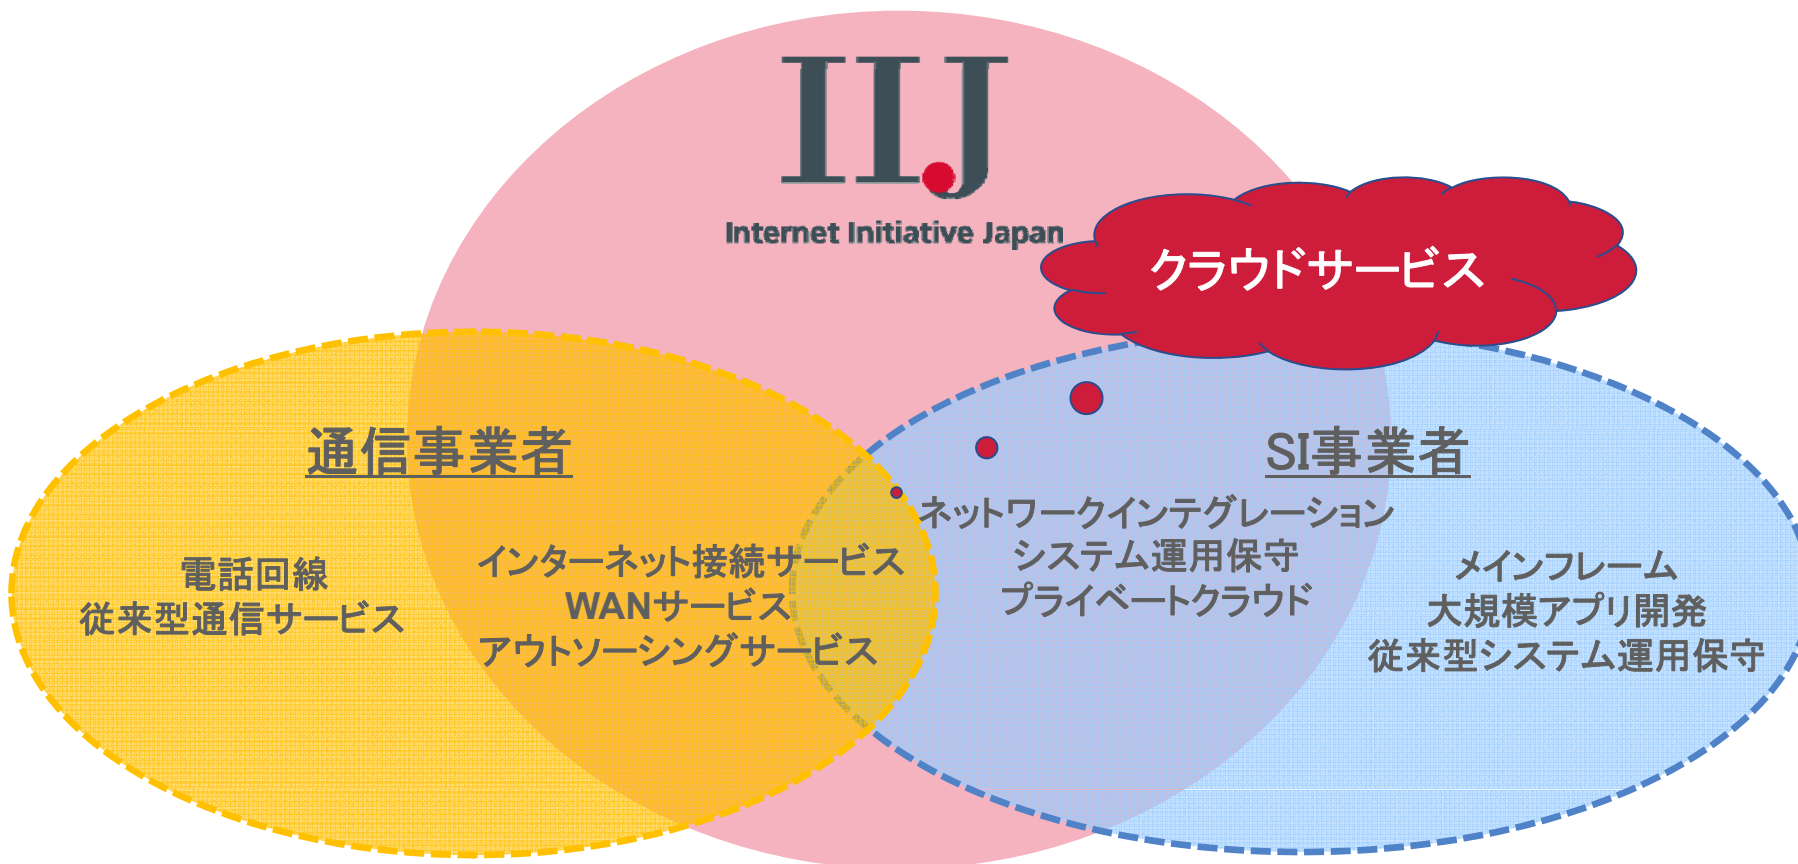 IIJ
Internet Initiative Japan
クラウドサービス
通信事業者
電話回線
従来型通信サービス
インターネット接続サービス
WANサービス
アウトソーシングサービス
SI事業者
ネットワークインテグレーション
システム運用保守
プライベートクラウド
メインフレーム
大規模アプリ開発
従来型システム運用保守